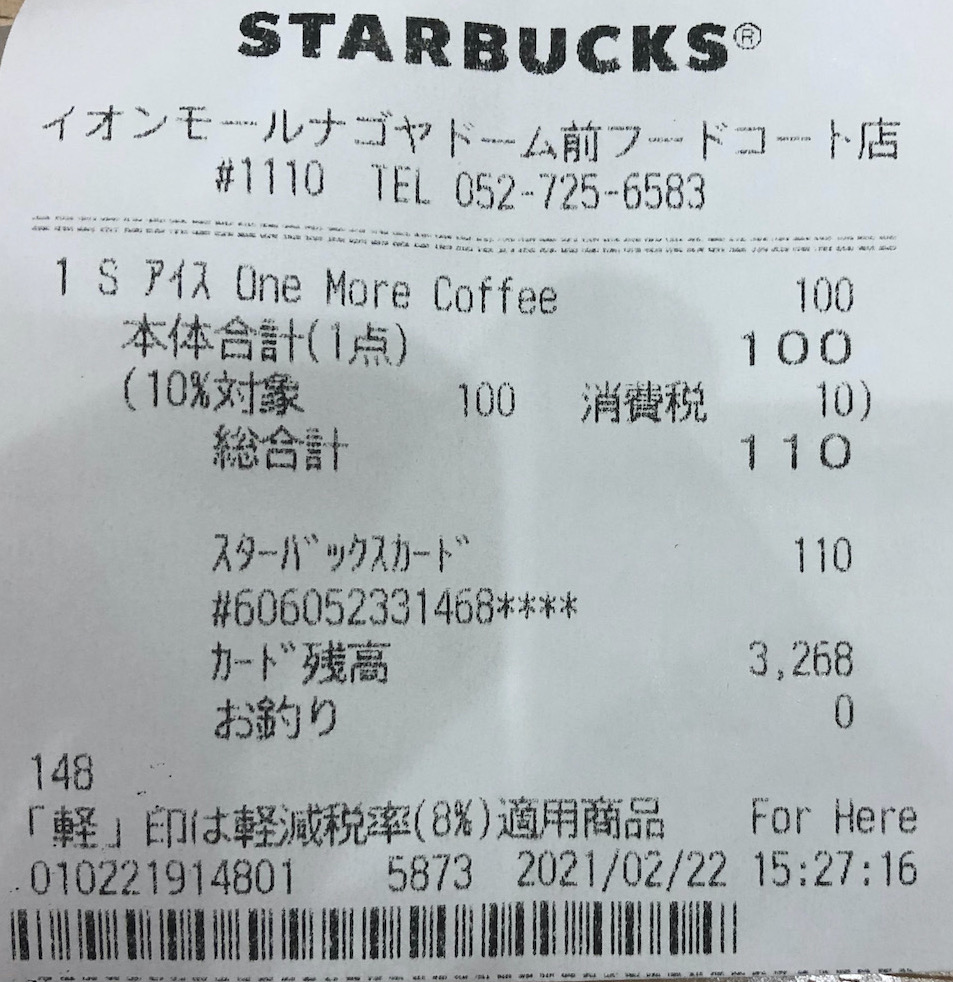 STARBUCKS®
イオンモールナゴヤドーム前フードコート店
#1110 TEL 052-725-6583
1 S アイス One More Coffee 100
本体合計(1点) 100
(10%対象 100 消費税 10)
総合計 110
スターバックスカード 110
#606052331468****
カード残高 3,268
お釣り 0
148
「軽」印は軽減税率(8%)適用商品 For Here
010221914801 5873 2021/02/22 15:27:16